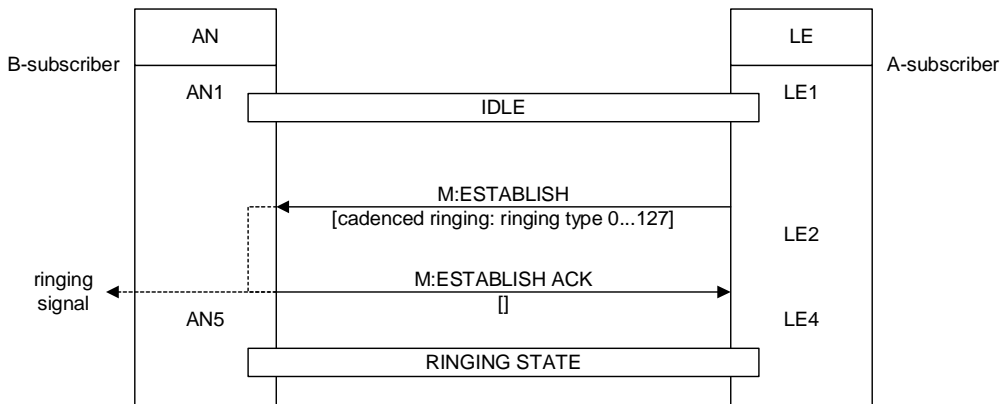 AN
LE
B-subscriber
A-subscriber
AN1
LE1
IDLE
M:ESTABLISH
[cadenced ringing: ringing type 0...127]
LE2
ringing
signal
M:ESTABLISH ACK
[]
AN5
LE4
RINGING STATE